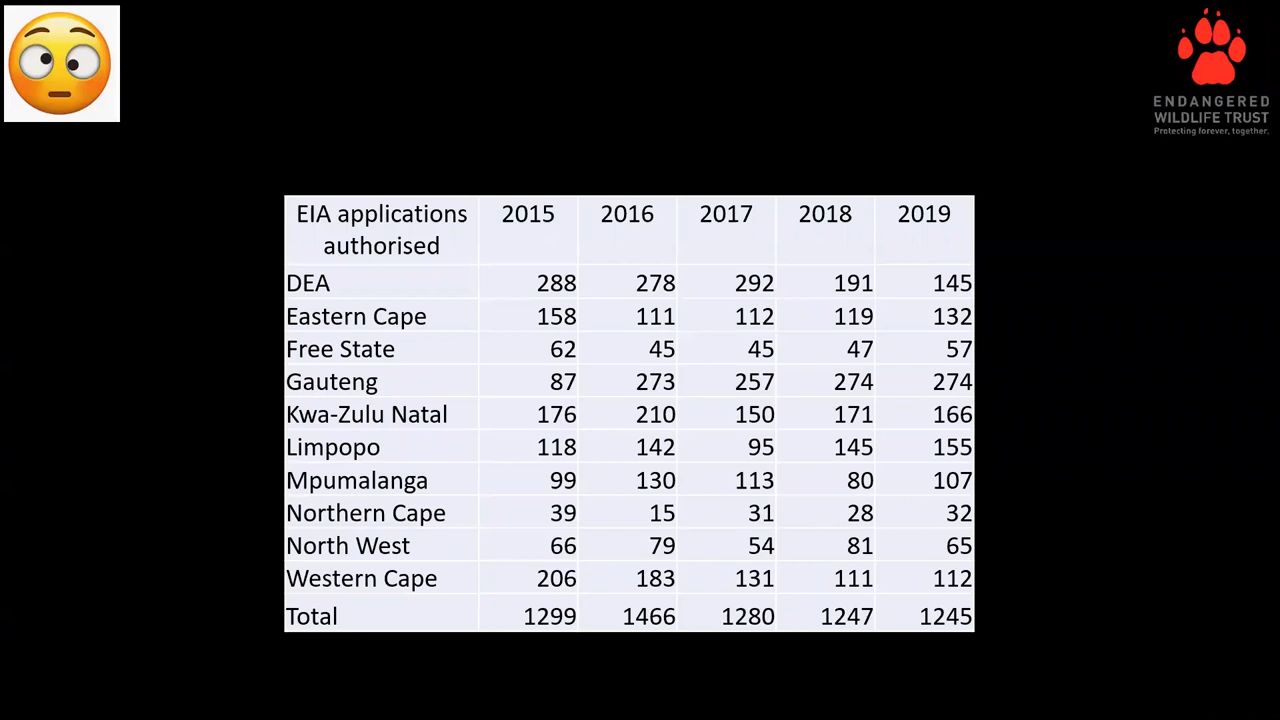 ENDANGERED
WILDLIFE TRUST
Protecting forever, together.
EIA applications authorised 2015 2016 2017 2018 2019
DEA 288 278 292 191 145
Eastern Cape 158 111 112 119 132
Free State 62 45 45 47 57
Gauteng 87 273 257 274 274
Kwa-Zulu Natal 176 210 150 171 166
Limpopo 118 142 95 145 155
Mpumalanga 99 130 113 80 107
Northern Cape 39 15 31 28 32
North West 66 79 54 81 65
Western Cape 206 183 131 111 112
Total 1299 1466 1280 1247 1245